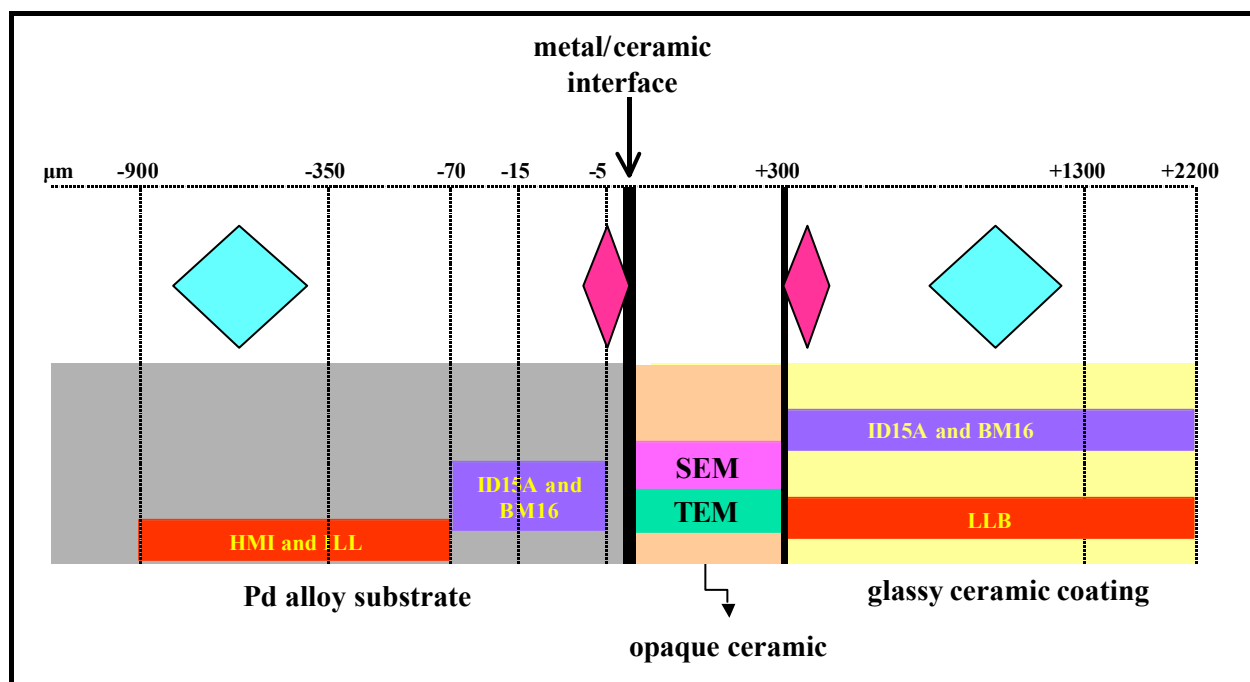 metal/ceramic
interface
µm -900 -350 -70 -15 -5 +300 +1300 +2200
ID15A and BM16
SEM
ID15A and
BM16
TEM
LLB
HMI and ILL
Pd alloy substrate
glassy ceramic coating
opaque ceramic